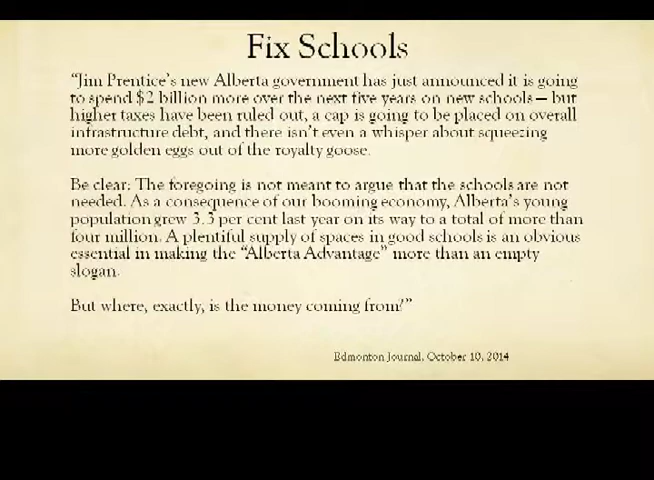 Fix Schools
“Jim Prentice’s new Alberta government has just announced it is going
to spend $2 billion more over the next five years on new schools — but
higher taxes have been ruled out, a cap is going to be placed on overall
infrastructure debt, and there isn’t even a whisper about squeezing
more golden eggs out of the royalty goose.
Be clear: The foregoing is not meant to argue that the schools are not
needed. As a consequence of our booming economy, Alberta’s young
population grew 3.3 per cent last year on its way to a total of more than
four million. A plentiful supply of spaces in good schools is an obvious
essential in making the “Alberta Advantage” more than an empty
slogan.
But where, exactly, is the money coming from?”
Edmonton Journal, October 10, 2014